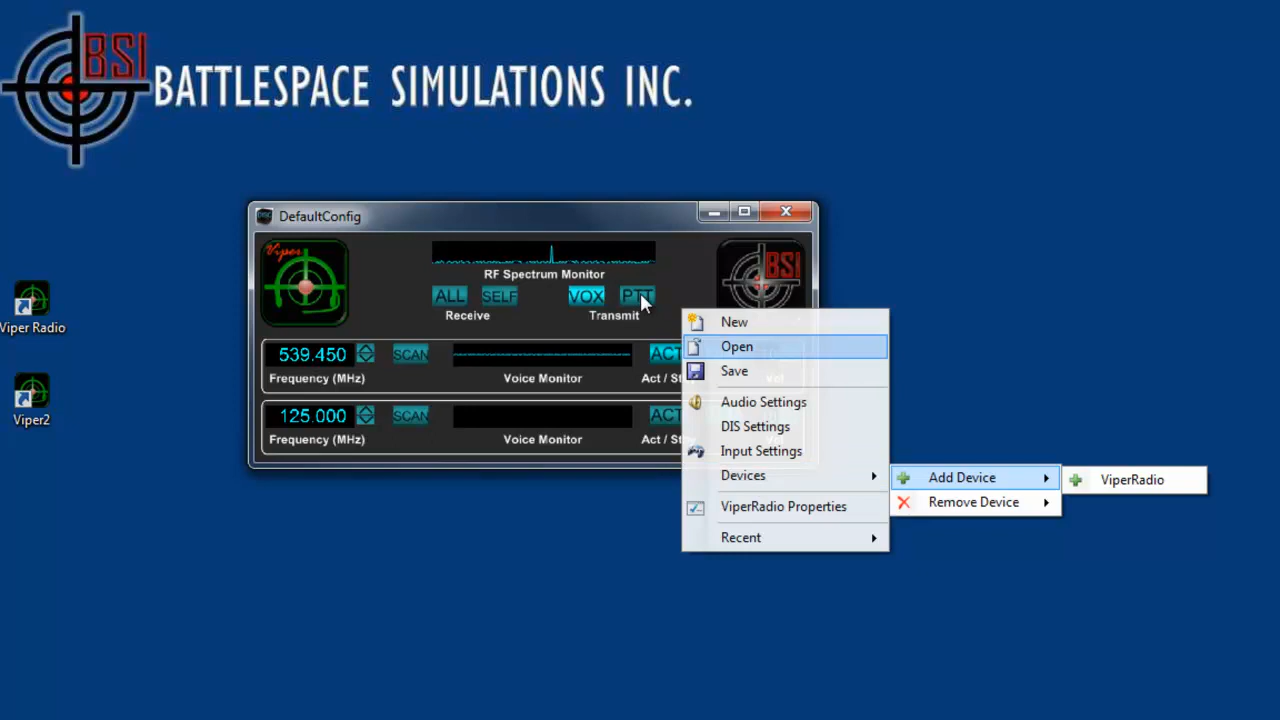 BSI
BATTLESPACE SIMULATIONS INC.
DefaultConfig
Viper
BSI
RF Spectrum Monitor
ALL SELF VOX PTT
Receive Transmit
539.450 SCAN ACT
Frequency (MHz) Voice Monitor
125.000 SCAN ACT
Frequency (MHz) Voice Monitor
New
Open
Save
Audio Settings
DIS Settings
Input Settings
Devices
ViperRadio Properties
Recent
Add Device
Remove Device
ViperRadio
Viper Radio
Viper2